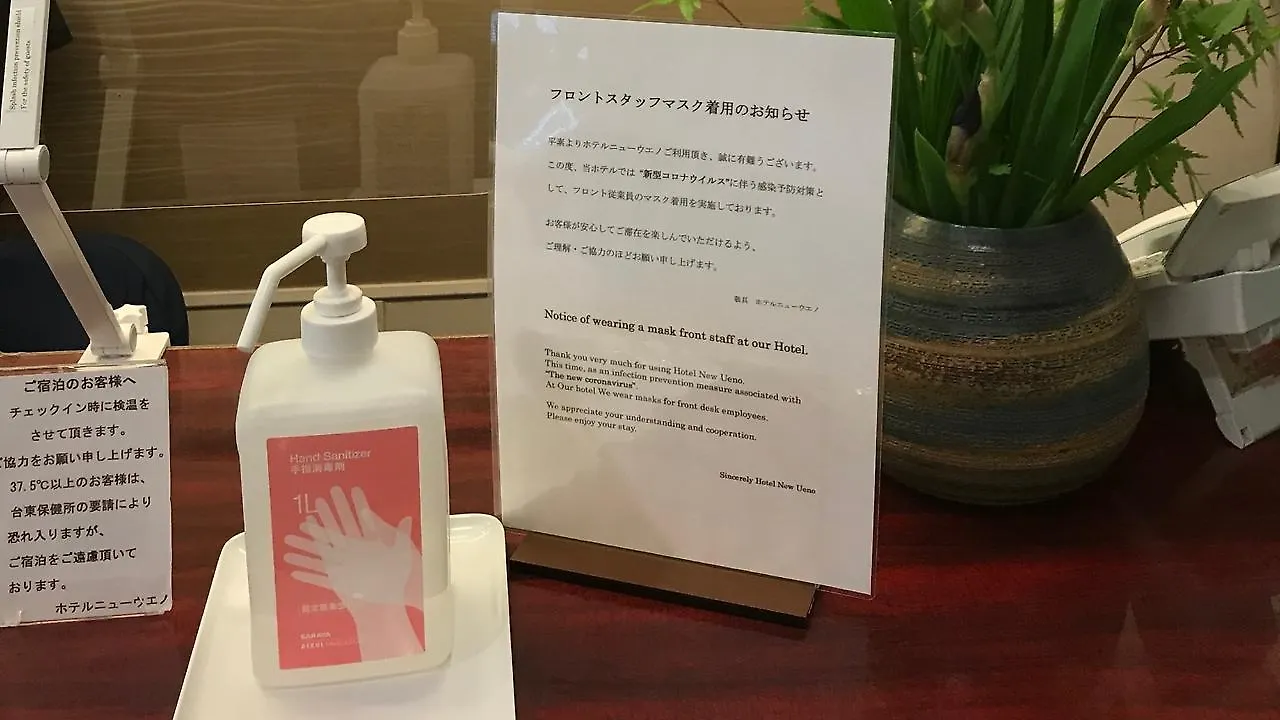 Splash infection prevention shield
For the safety of guests
ご宿泊のお客様へ
チェックイン時に検温を
させて頂きます。
ご協力をお願い申し上げます。
37.5℃以上のお客様は、
台東保健所の要請により
恐れ入りますが、
ご宿泊をご遠慮頂いて
おります。
ホテルニューウエノ
Hand Sanitizer
手指消毒剤
1L
SARAYA
フロントスタッフマスク着用のお知らせ
平素よりホテルニューウエノご利用頂き、誠に有難うございます。
この度、当ホテルでは "新型コロナウイルス"に伴う感染予防対策と
して、フロント従業員のマスク着用を実施しております。
お客様が安心してご滞在を楽しんでいただけるよう、
ご理解・ご協力のほどお願い申し上げます。
敬具 ホテルニューウエノ
Notice of wearing a mask front staff at our Hotel.
Thank you very much for using Hotel New Ueno.
This time, as an infection prevention measure associated with
"The new coronavirus".
At Our hotel We wear masks for front desk employees.
We appreciate your understanding and cooperation.
Please enjoy your stay.
Sincerely Hotel New Ueno